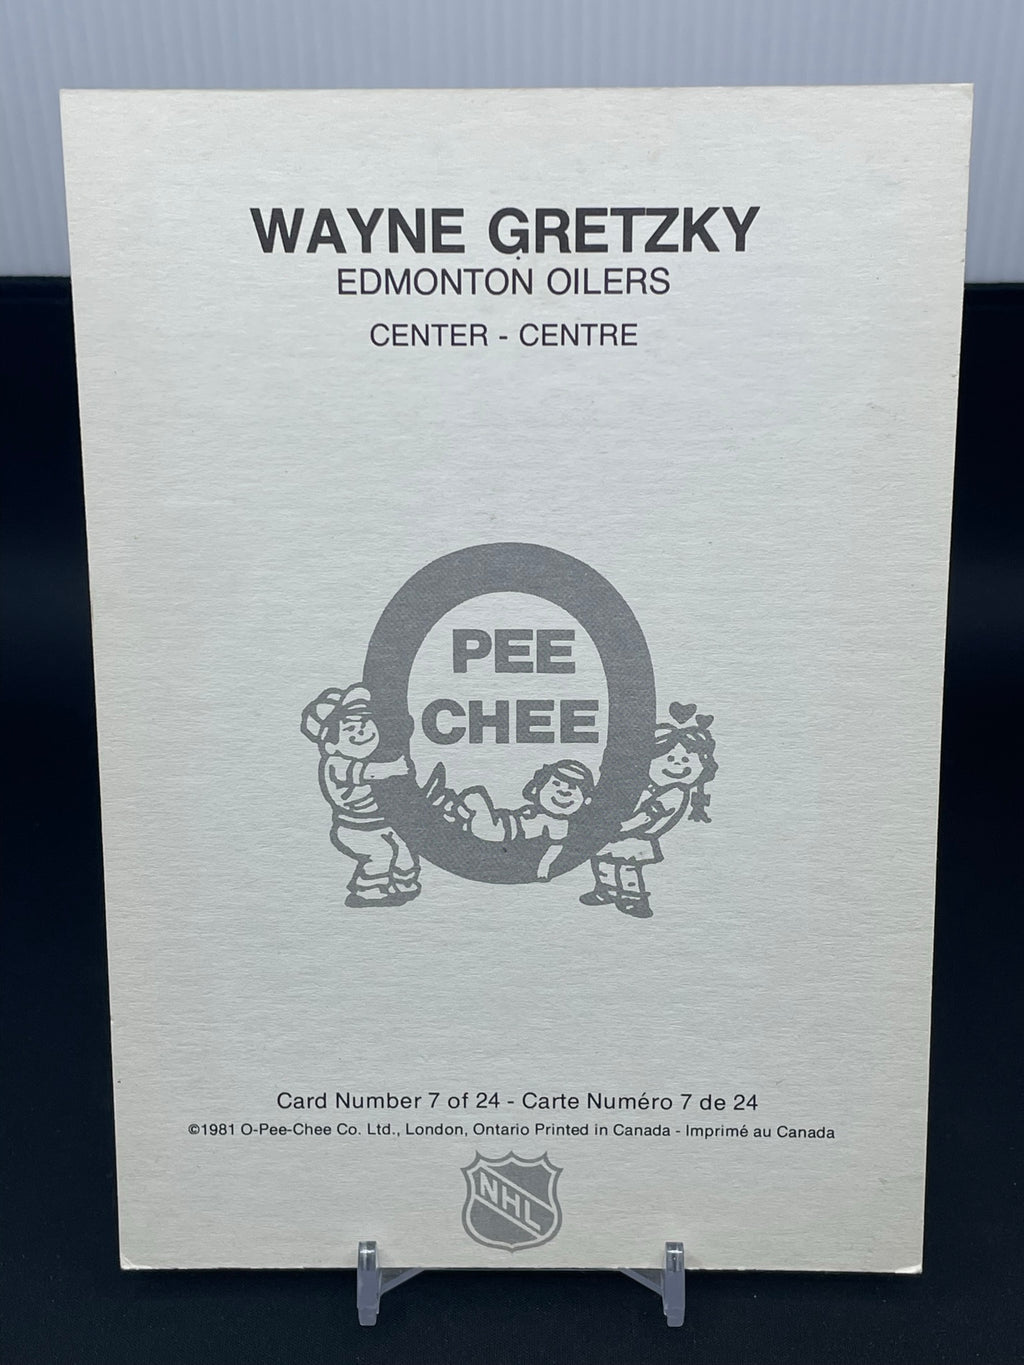 WAYNE GRETZKY
EDMONTON OILERS
CENTER - CENTRE
PEE
CHEE
Card Number 7 of 24 - Carte Numéro 7 de 24
©1981 O-Pee-Chee Co. Ltd., London, Ontario Printed in Canada - Imprimé au Canada
NHL